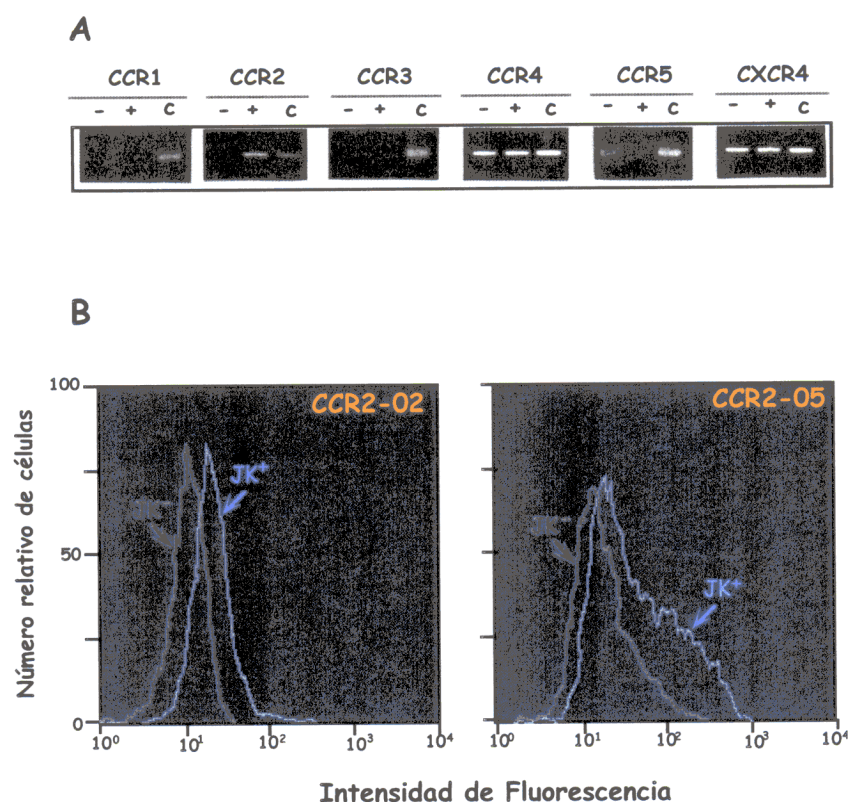 A
CCR1 CCR2 CCR3 CCR4 CCR5 CXCR4
- + C - + C - + C - + C - + C - + C
B
Número relativo de células
100
50
0
CCR2-02
JK+
10⁰ 10¹ 10² 10³ 10⁴
CCR2-05
JK+
10⁰ 10¹ 10² 10³ 10⁴
Intensidad de Fluorescencia